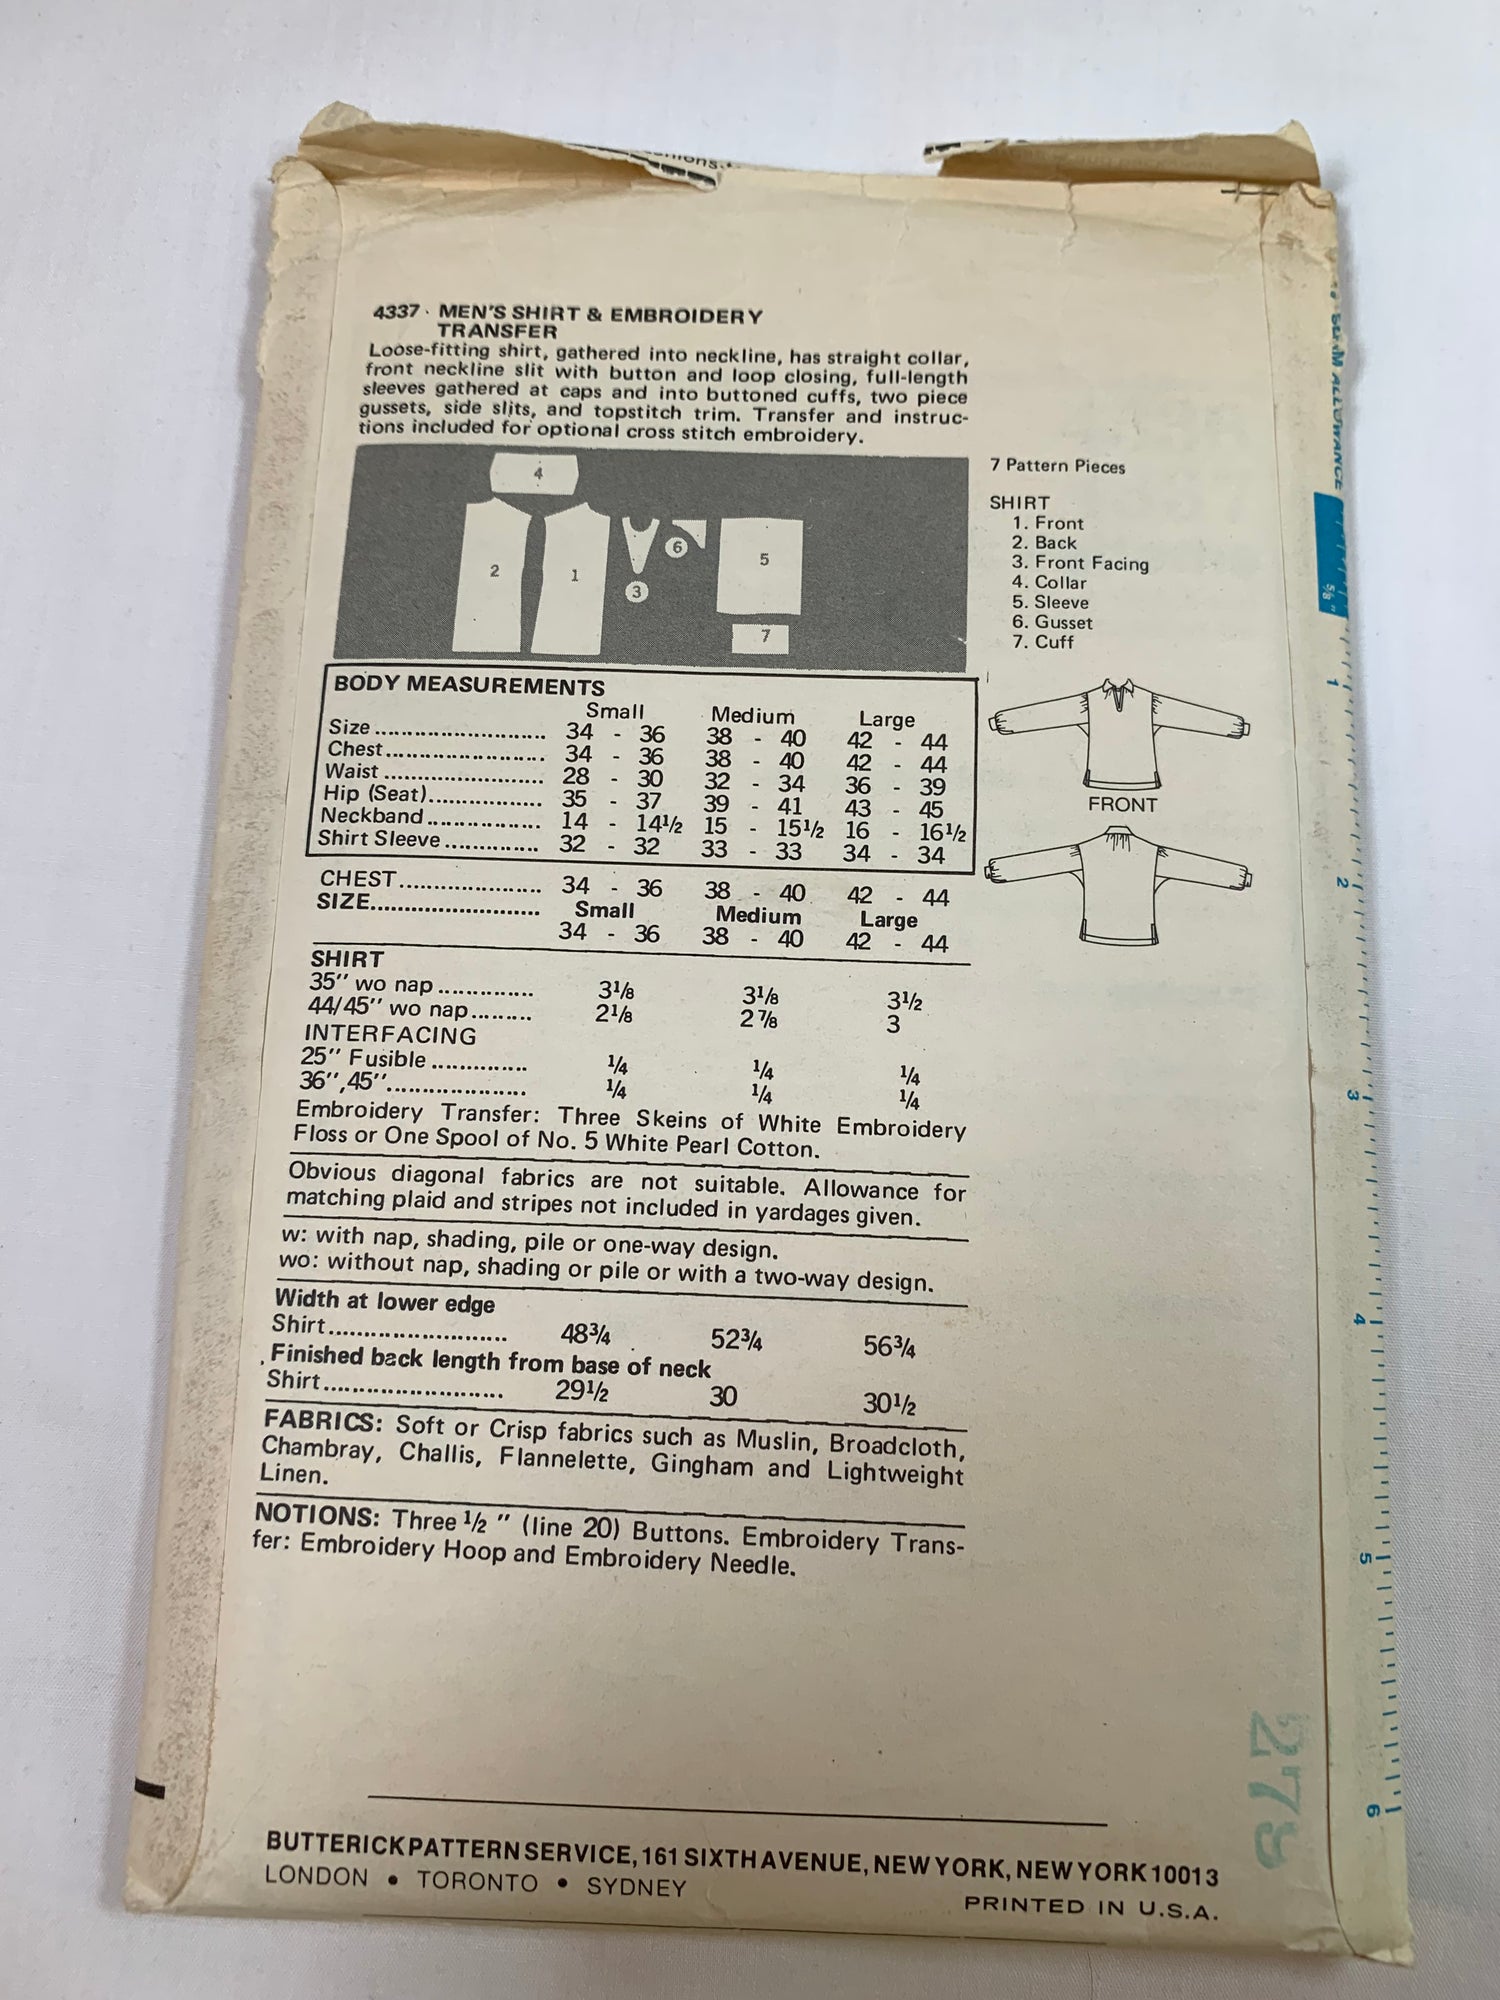 4337 · MEN'S SHIRT & EMBROIDERY
TRANSFER
Loose-fitting shirt, gathered into neckline, has straight collar,
front neckline slit with button and loop closing, full-length
sleeves gathered at caps and into buttoned cuffs, two piece
gussets, side slits, and topstitch trim. Transfer and instruc-
tions included for optional cross stitch embroidery.
4
2
1
3
6
5
7
7 Pattern Pieces
SHIRT
1. Front
2. Back
3. Front Facing
4. Collar
5. Sleeve
6. Gusset
7. Cuff
FRONT
BODY MEASUREMENTS
Small Medium Large
Size 34 - 36 38 - 40 42 - 44
Chest 34 - 36 38 - 40 42 - 44
Waist 28 - 30 32 - 34 36 - 39
Hip (Seat) 35 - 37 39 - 41 43 - 45
Neckband 14 - 14½ 15 - 15½ 16 - 16½
Shirt Sleeve 32 - 32 33 - 33 34 - 34
CHEST 34 - 36 38 - 40 42 - 44
SIZE Small Medium Large
34 - 36 38 - 40 42 - 44
SHIRT
35" wo nap 3⅛ 3⅛ 3½
44/45" wo nap 2⅛ 2⅞ 3
INTERFACING
25" Fusible ¼ ¼ ¼
36", 45" ¼ ¼ ¼
Embroidery Transfer: Three Skeins of White Embroidery
Floss or One Spool of No. 5 White Pearl Cotton.
Obvious diagonal fabrics are not suitable. Allowance for
matching plaid and stripes not included in yardages given.
w: with nap, shading, pile or one-way design.
wo: without nap, shading or pile or with a two-way design.
Width at lower edge
Shirt 48¾ 52¾ 56¾
Finished back length from base of neck
Shirt 29½ 30 30½
FABRICS: Soft or Crisp fabrics such as Muslin, Broadcloth,
Chambray, Challis, Flannelette, Gingham and Lightweight
Linen.
NOTIONS: Three ½ " (line 20) Buttons. Embroidery Trans-
fer: Embroidery Hoop and Embroidery Needle.
BUTTERICK PATTERN SERVICE, 161 SIXTH AVENUE, NEW YORK, NEW YORK 10013
LONDON • TORONTO • SYDNEY
PRINTED IN U.S.A.
SEAM ALLOWANCE
⅝"
1
2
3
4
5
6